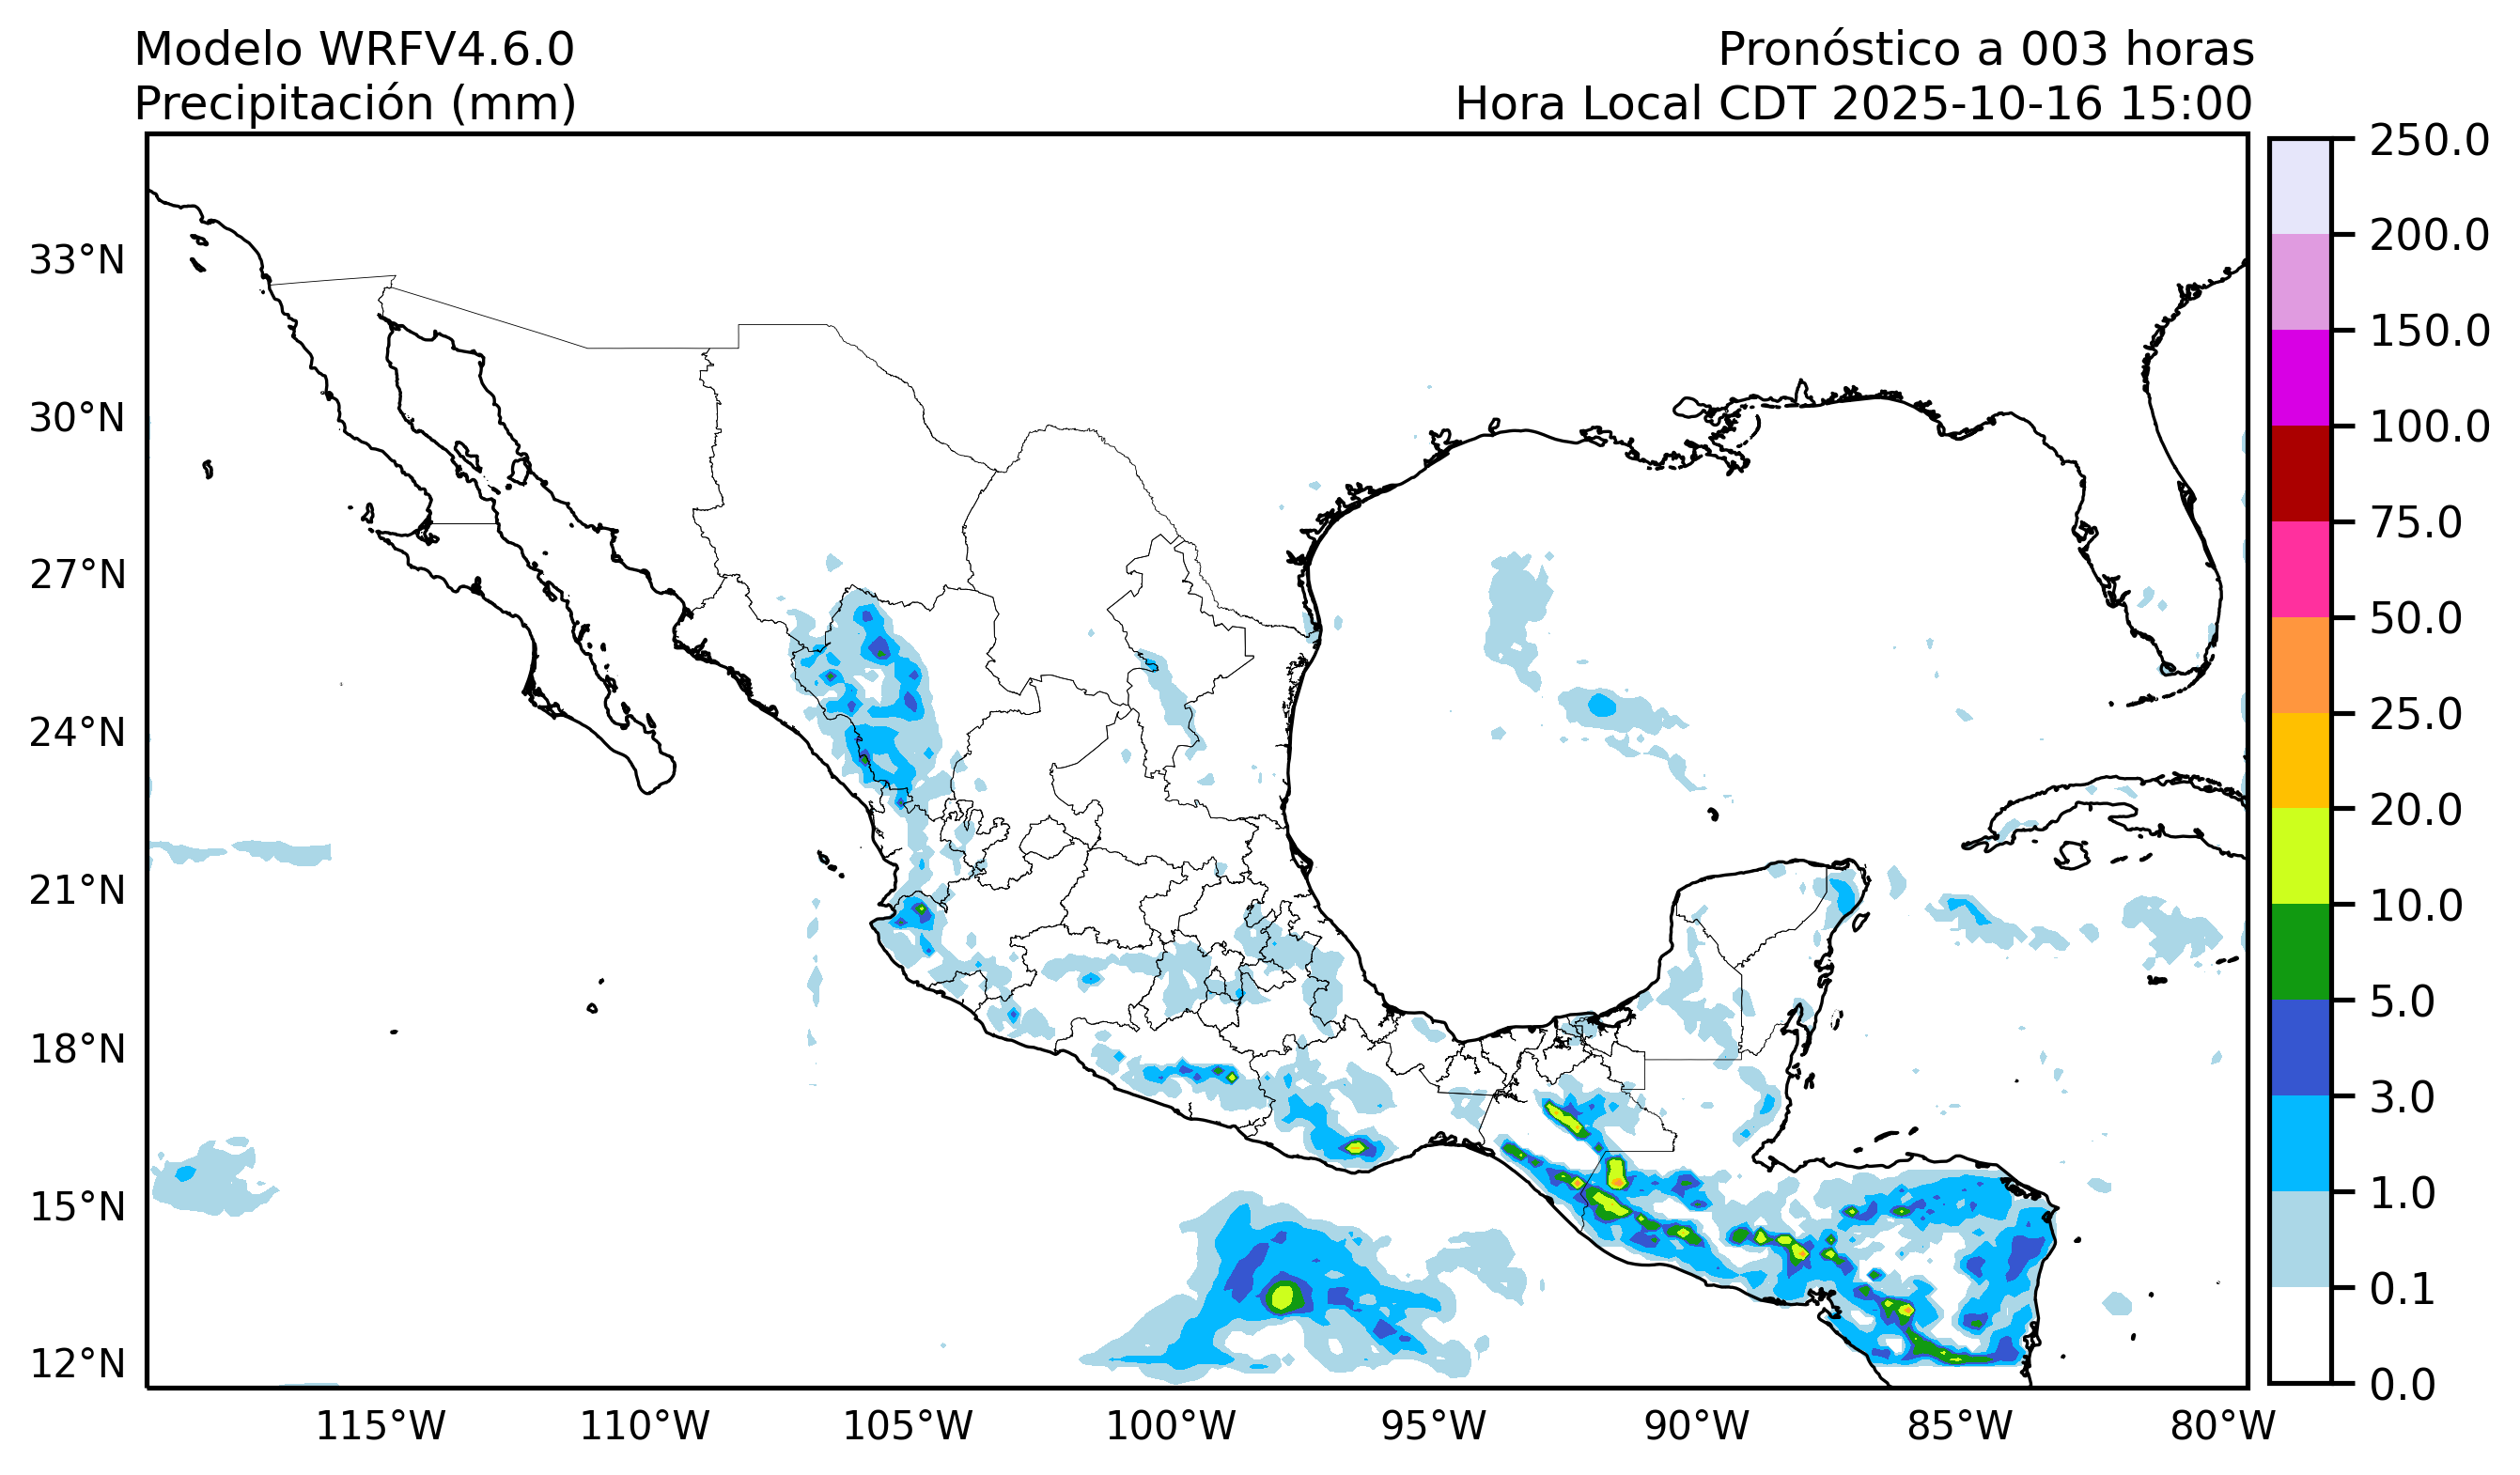 Modelo WRFV4.6.0
Precipitación (mm)
Pronóstico a 003 horas
Hora Local CDT 2025-10-16 15:00
33°N
30°N
27°N
24°N
21°N
18°N
15°N
12°N
115°W
110°W
105°W
100°W
95°W
90°W
85°W
80°W
250.0
200.0
150.0
100.0
75.0
50.0
25.0
20.0
10.0
5.0
3.0
1.0
0.1
0.0